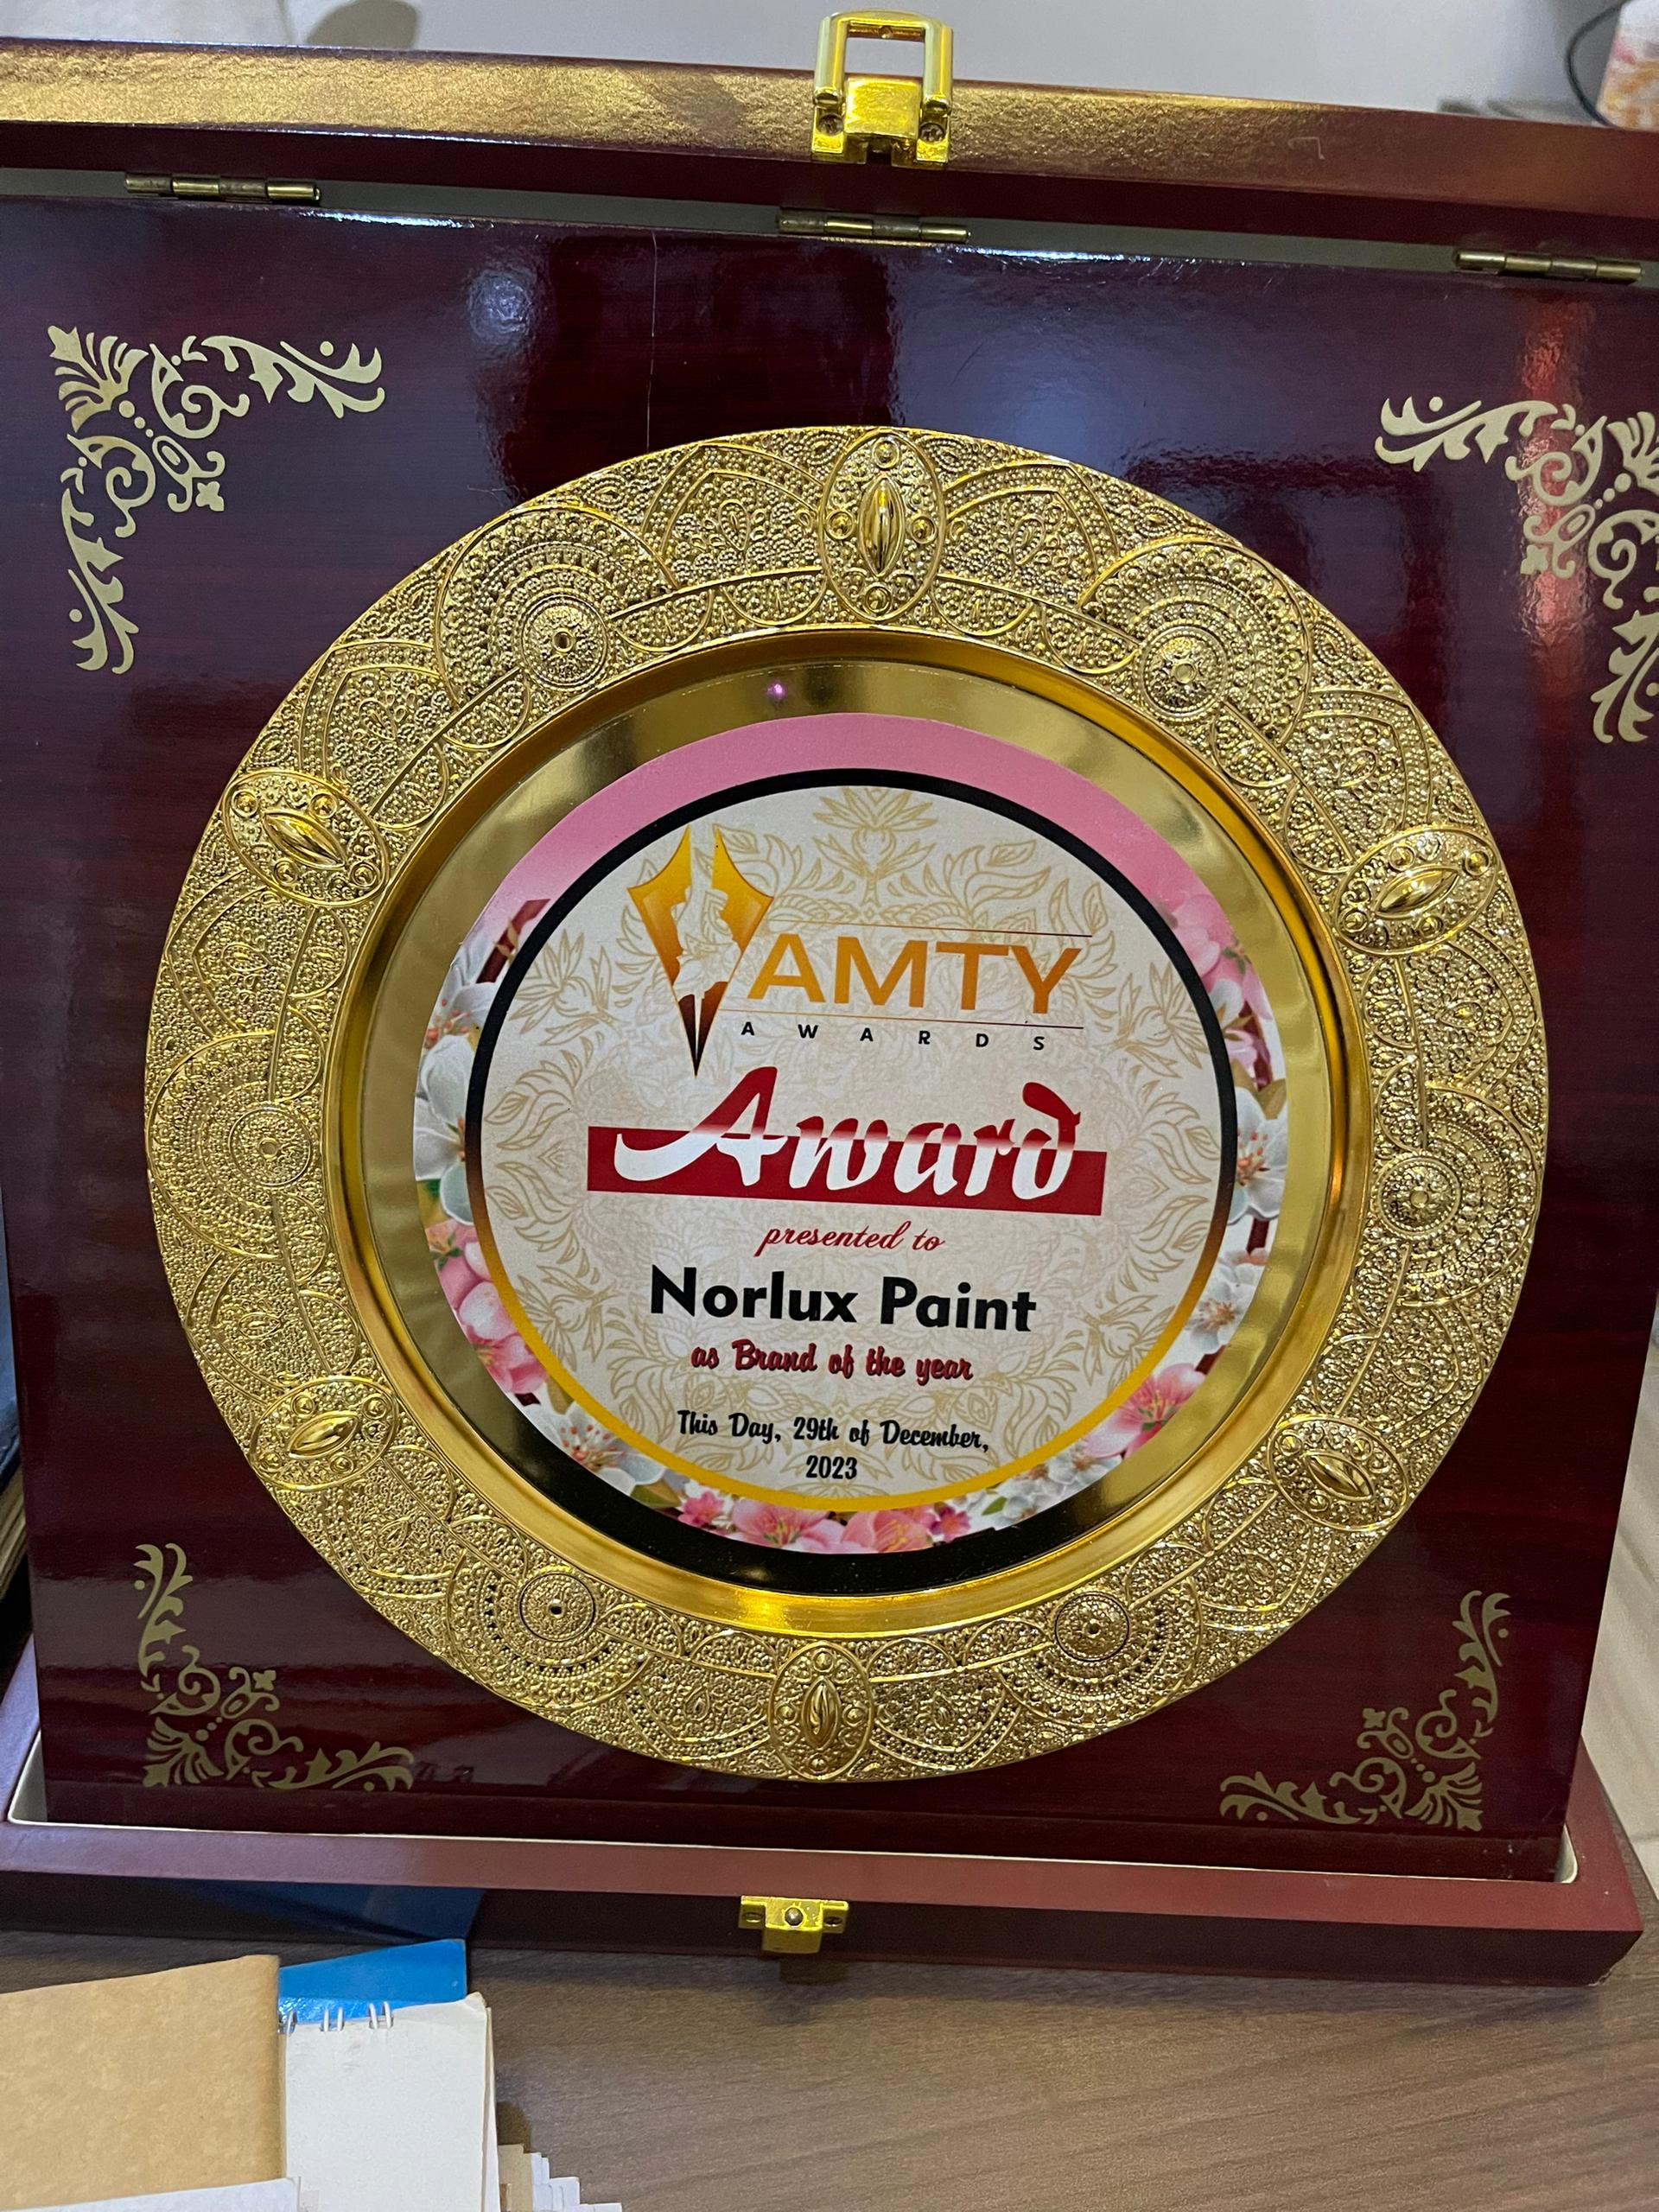 AMTY
AWARDS
Award
presented to
Norlux Paint
as Brand of the year
This Day, 29th of December,
2023